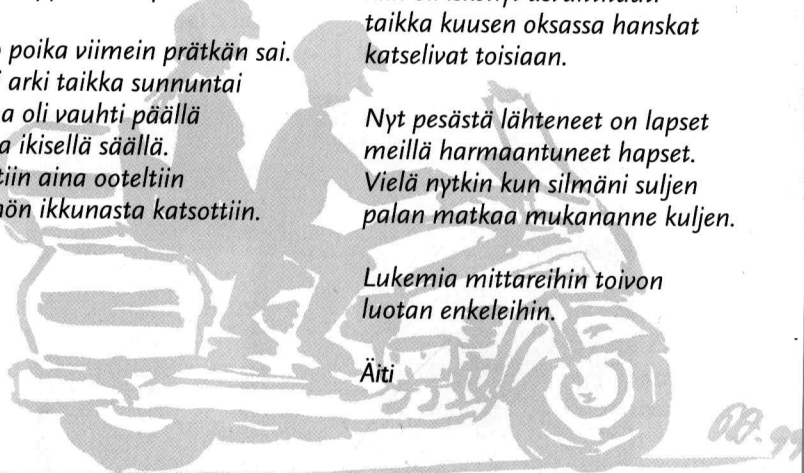 poika viimein prätkän sai.
arki taikka sunnuntai
oli vauhti päällä
ikisellä säällä.
aina ooteltiin
ikkunasta katsottiin.
taikka kuusen oksassa hanskat
katselivat toisiaan.
Nyt pesästä lähteneet on lapset
meillä harmaantuneet hapset.
Vielä nytkin kun silmäni suljen
palan matkaa mukananne kuljen.
Lukemia mittareihin toivon
luotan enkeleihin.
Äiti